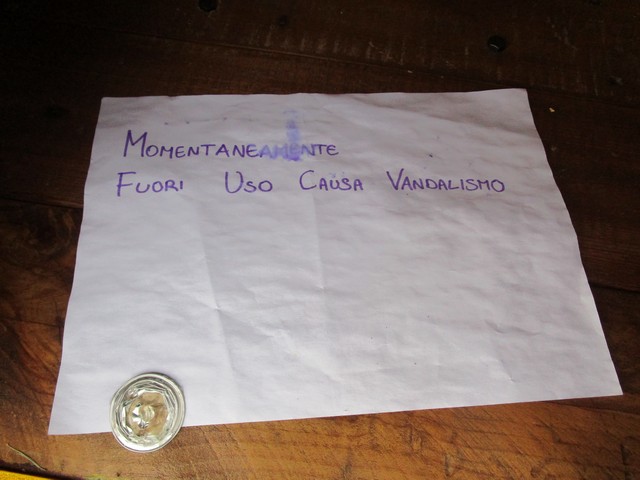 Momentaneamente
Fuori Uso Causa Vandalismo